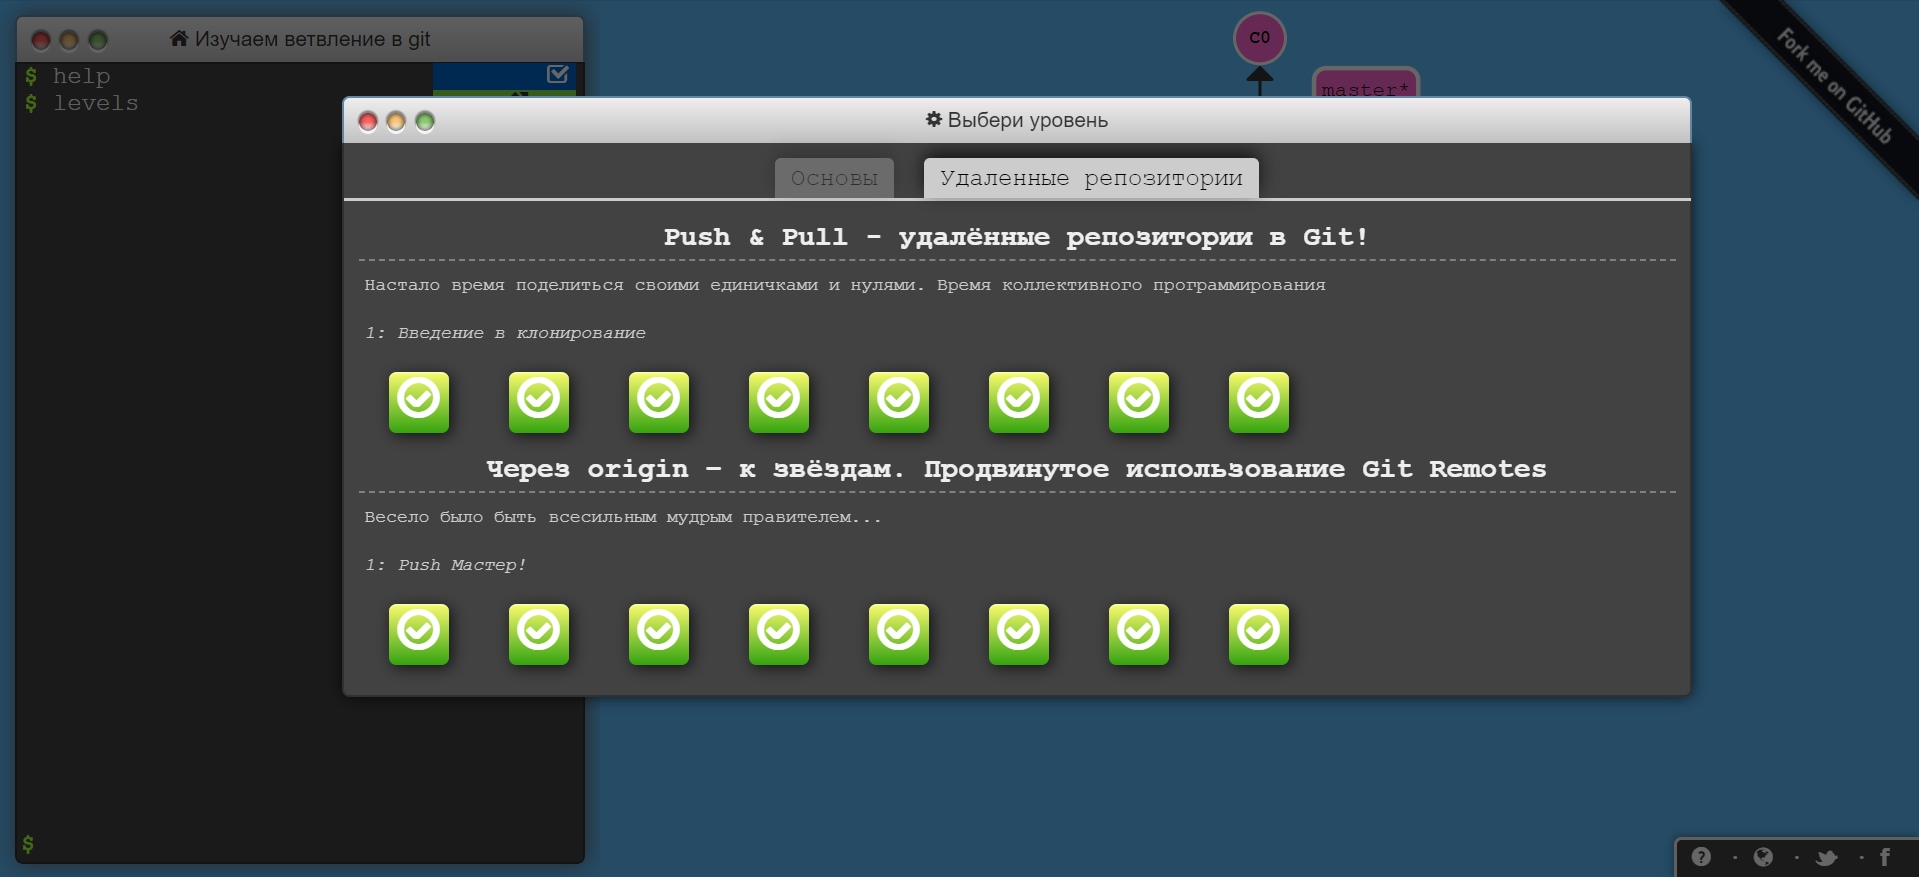 Изучаем ветвление в git
$ help
$ levels
C0
master*
Fork me on GitHub
Выбери уровень
Основы
Удаленные репозитории
Push & Pull - удалённые репозитории в Git!
Настало время поделиться своими единичками и нулями. Время коллективного программирования
1: Введение в клонирование
Через origin – к звёздам. Продвинутое использование Git Remotes
Весело было быть всесильным мудрым правителем...
1: Push Мастер!
$